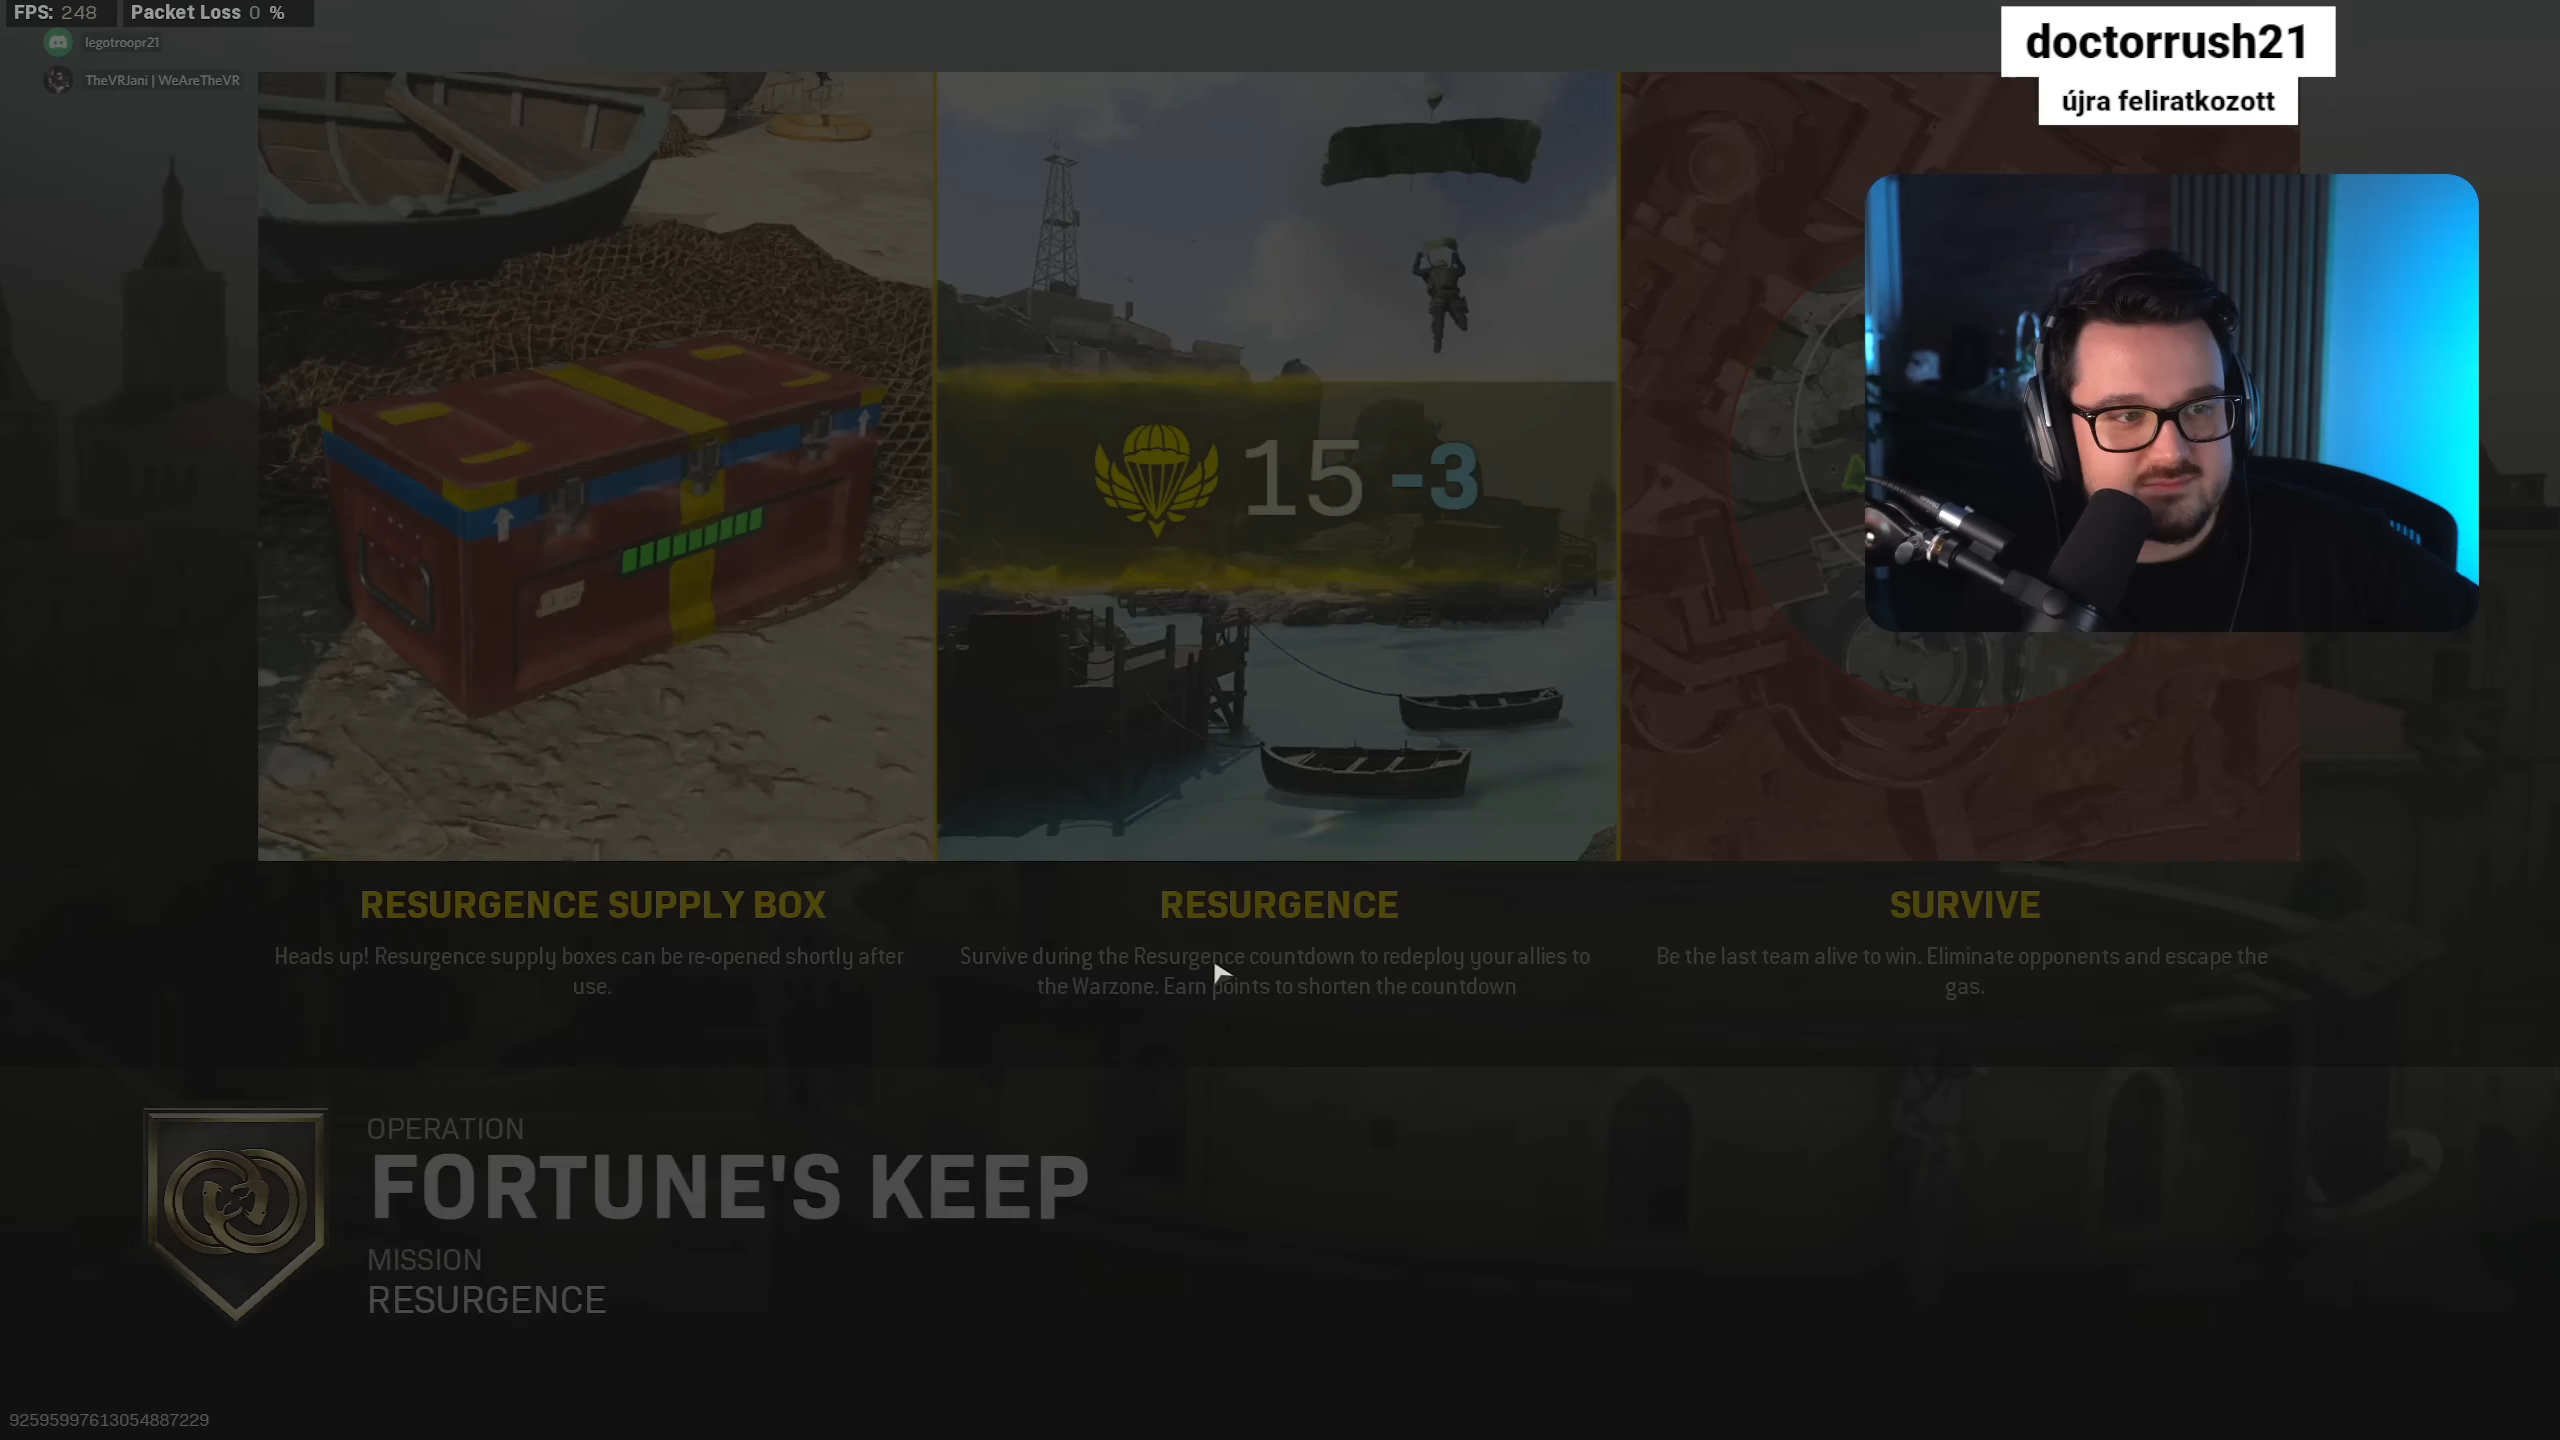 FPS: 248 Packet Loss 0 %
legotroopr21
TheVRJani | WeAreTheVR
doctorrush21
újra feliratkozott
15 -3
RESURGENCE SUPPLY BOX
Heads up! Resurgence supply boxes can be re-opened shortly after
use.
RESURGENCE
Survive during the Resurgence countdown to redeploy your allies to
the Warzone. Earn points to shorten the countdown
SURVIVE
Be the last team alive to win. Eliminate opponents and escape the
gas.
OPERATION
FORTUNE'S KEEP
MISSION
RESURGENCE
92595997613054887229